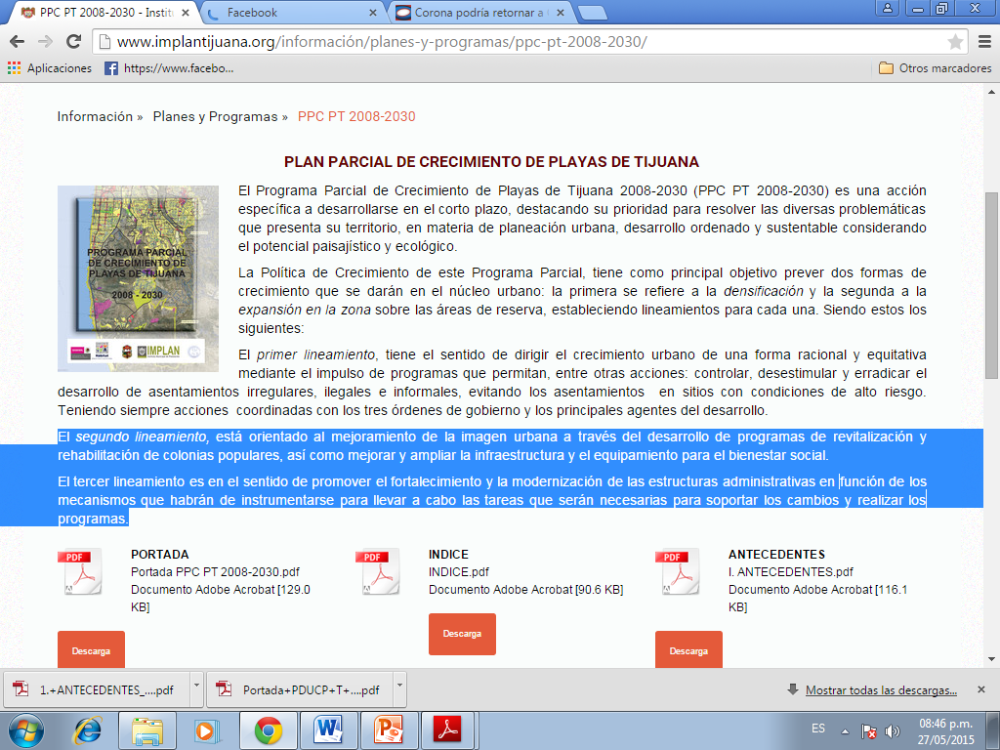 PPC PT 2008-2030 - Instit
Facebook
Corona podría retornar a
www.implantijuana.org/información/planes-y-programas/ppc-pt-2008-2030/
Aplicaciones
https://www.facebo...
Otros marcadores
Información » Planes y Programas » PPC PT 2008-2030
PLAN PARCIAL DE CRECIMIENTO DE PLAYAS DE TIJUANA
PROGRAMA PARCIAL
DE CRECIMIENTO DE
PLAYAS DE TIJUANA
2008 - 2030
IMPLAN
El Programa Parcial de Crecimiento de Playas de Tijuana 2008-2030 (PPC PT 2008-2030) es una acción
específica a desarrollarse en el corto plazo, destacando su prioridad para resolver las diversas problemáticas
que presenta su territorio, en materia de planeación urbana, desarrollo ordenado y sustentable considerando
el potencial paisajístico y ecológico.
La Política de Crecimiento de este Programa Parcial, tiene como principal objetivo prever dos formas de
crecimiento que se darán en el núcleo urbano: la primera se refiere a la densificación y la segunda a la
expansión en la zona sobre las áreas de reserva, estableciendo lineamientos para cada una. Siendo estos los
siguientes:
El primer lineamiento, tiene el sentido de dirigir el crecimiento urbano de una forma racional y equitativa
mediante el impulso de programas que permitan, entre otras acciones: controlar, desestimular y erradicar el
desarrollo de asentamientos irregulares, ilegales e informales, evitando los asentamientos en sitios con condiciones de alto riesgo.
Teniendo siempre acciones coordinadas con los tres órdenes de gobierno y los principales agentes del desarrollo.
El segundo lineamiento, está orientado al mejoramiento de la imagen urbana a través del desarrollo de programas de revitalización y
rehabilitación de colonias populares, así como mejorar y ampliar la infraestructura y el equipamiento para el bienestar social.
El tercer lineamiento es en el sentido de promover el fortalecimiento y la modernización de las estructuras administrativas en función de los
mecanismos que habrán de instrumentarse para llevar a cabo las tareas que serán necesarias para soportar los cambios y realizar los
programas.
PDF
PORTADA
Portada PPC PT 2008-2030.pdf
Documento Adobe Acrobat [129.0
KB]
Descarga
PDF
INDICE
INDICE.pdf
Documento Adobe Acrobat [90.6 KB]
Descarga
PDF
ANTECEDENTES
I. ANTECEDENTES.pdf
Documento Adobe Acrobat [116.1
KB]
Descarga
1.+ANTECEDENTES_....pdf
Portada+PDUCP+T+....pdf
Mostrar todas las descargas...
ES
08:46 p.m.
27/05/2015